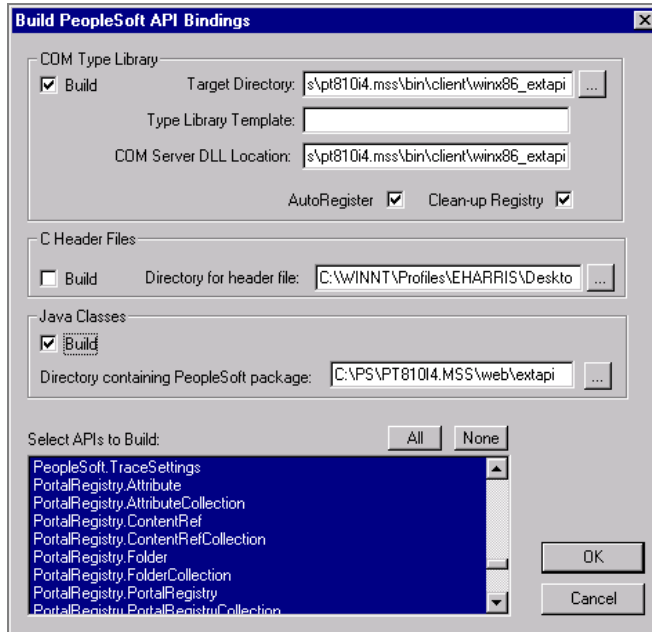 Build PeopleSoft API Bindings
COM Type Library
Build
Target Directory: s\pt810i4.mss\bin\client\winx86_extapi ...
Type Library Template:
COM Server DLL Location: s\pt810i4.mss\bin\client\winx86_extapi
AutoRegister Clean-up Registry
C Header Files
Build Directory for header file: C:\WINNT\Profiles\EHARRIS\Deskto ...
Java Classes
Build
Directory containing PeopleSoft package: C:\PS\PT810I4.MSS\web\extapi ...
Select APIs to Build: All None
PeopleSoft.TraceSettings
PortalRegistry.Attribute
PortalRegistry.AttributeCollection
PortalRegistry.ContentRef
PortalRegistry.ContentRefCollection
PortalRegistry.Folder
PortalRegistry.FolderCollection
PortalRegistry.PortalRegistry
PortalRegistry.PortalRegistryCollection
OK
Cancel